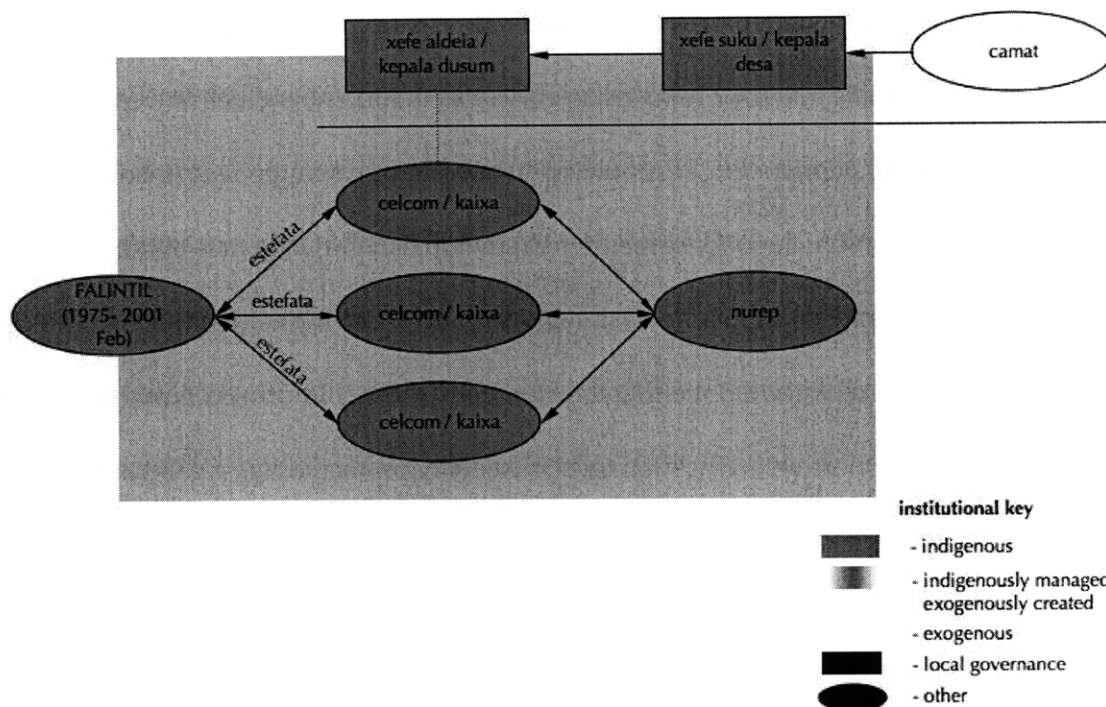 xefe aldeia /
kepala dusum
xefe suku / kepala
desa
camat
celcom / kaixa
estefata
FALINTIL
(1975- 2001
Feb)
estefata
celcom / kaixa
nurep
estefata
celcom / kaixa
institutional key
- indigenous
- indigenously managed
exogenously created
- exogenous
- local governance
- other